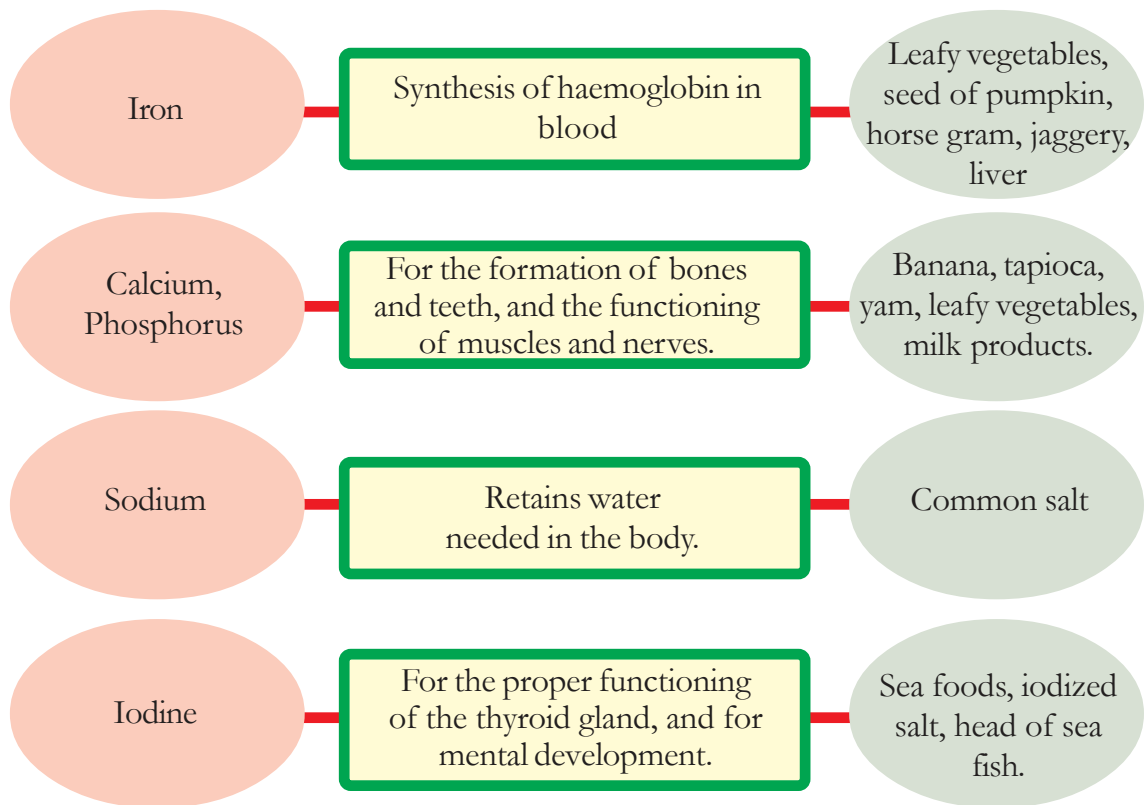 Iron
Synthesis of haemoglobin in
blood
Leafy vegetables,
seed of pumpkin,
horse gram, jaggery,
liver
Calcium,
Phosphorus
For the formation of bones
and teeth, and the functioning
of muscles and nerves.
Banana, tapioca,
yam, leafy vegetables,
milk products.
Sodium
Retains water
needed in the body.
Common salt
Iodine
For the proper functioning
of the thyroid gland, and for
mental development.
Sea foods, iodized
salt, head of sea
fish.